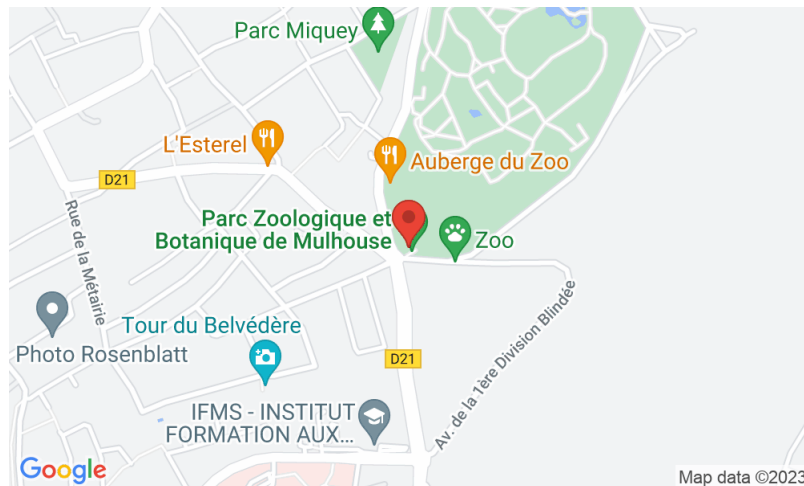 Parc Miquey
L'Esterel
Auberge du Zoo
D21
Rue de la Métairie
Parc Zoologique et
Botanique de Mulhouse
Zoo
Av. de la 1ère Division Blindée
Tour du Belvédère
Photo Rosenblatt
D21
IFMS - INSTITUT
FORMATION AUX...
Google
Map data ©2023